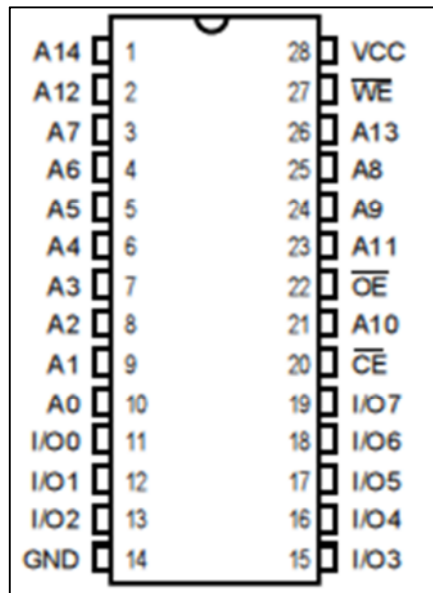 A14 1 28 VCC
A12 2 27 WE
A7 3 26 A13
A6 4 25 A8
A5 5 24 A9
A4 6 23 A11
A3 7 22 OE
A2 8 21 A10
A1 9 20 CE
A0 10 19 I/O7
I/O0 11 18 I/O6
I/O1 12 17 I/O5
I/O2 13 16 I/O4
GND 14 15 I/O3